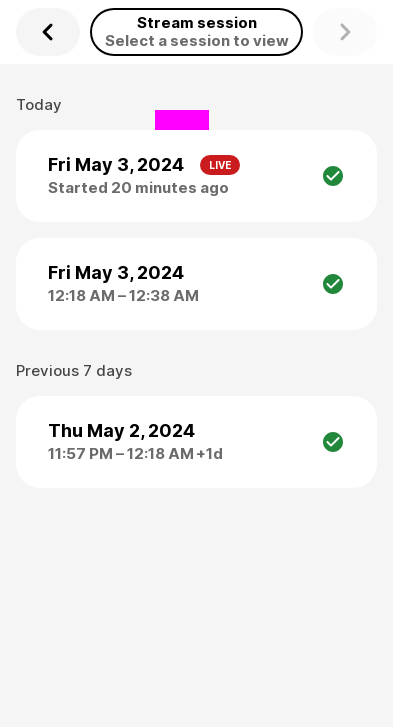 Stream session
Select a session to view
Today
Fri May 3, 2024 LIVE
Started 20 minutes ago
Fri May 3, 2024
12:18 AM – 12:38 AM
Previous 7 days
Thu May 2, 2024
11:57 PM – 12:18 AM +1d